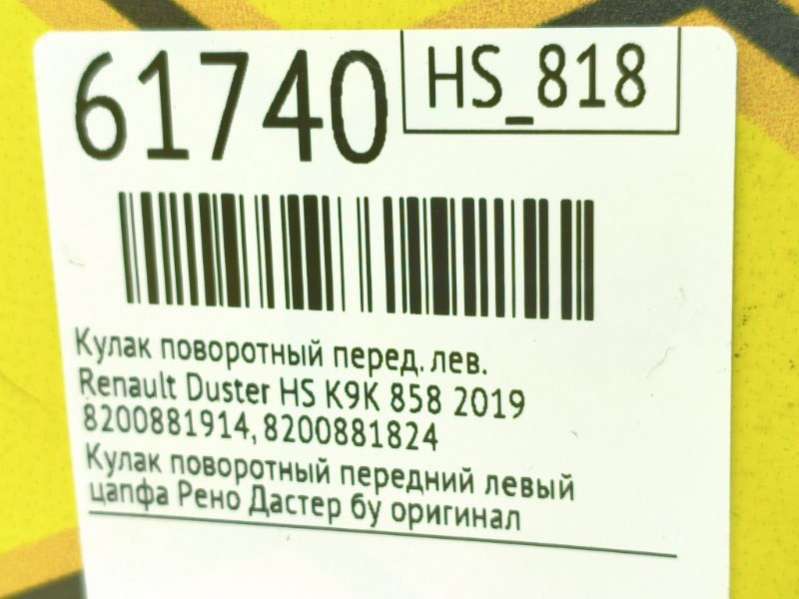 61740
HS_818
Кулак поворотный перед. лев.
Renault Duster HS K9K 858 2019
8200881914, 8200881824
Кулак поворотный передний левый
цапфа Рено Дастер бу оригинал